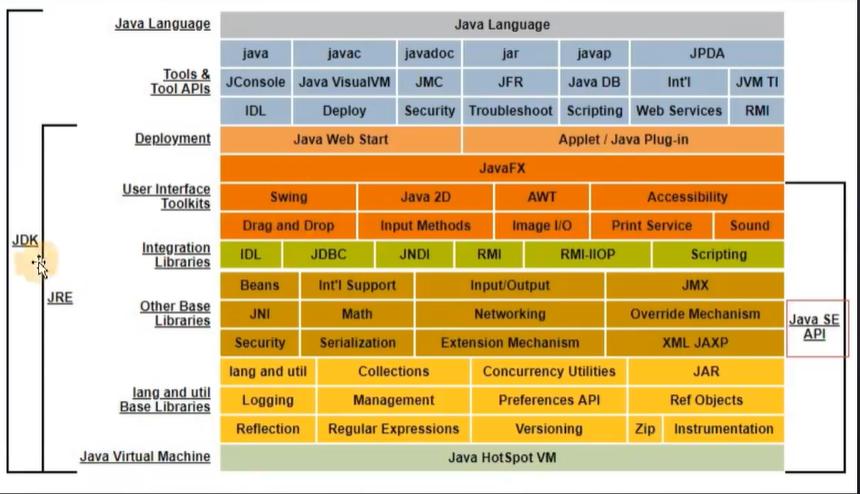 Java Language Java Language
java javac javadoc jar javap JPDA
Tools &
Tool APIs
JConsole Java VisualVM JMC JFR Java DB Int'l JVM TI
IDL Deploy Security Troubleshoot Scripting Web Services RMI
Deployment Java Web Start Applet / Java Plug-in
JavaFX
User Interface
Toolkits
Swing Java 2D AWT Accessibility
Drag and Drop Input Methods Image I/O Print Service Sound
JDK
Integration
Libraries
IDL JDBC JNDI RMI RMI-IIOP Scripting
Beans Int'l Support Input/Output JMX
JRE
Other Base
Libraries
JNI Math Networking Override Mechanism
Java SE
API
Security Serialization Extension Mechanism XML JAXP
lang and util Collections Concurrency Utilities JAR
lang and util
Base Libraries
Logging Management Preferences API Ref Objects
Reflection Regular Expressions Versioning Zip Instrumentation
Java Virtual Machine Java HotSpot VM